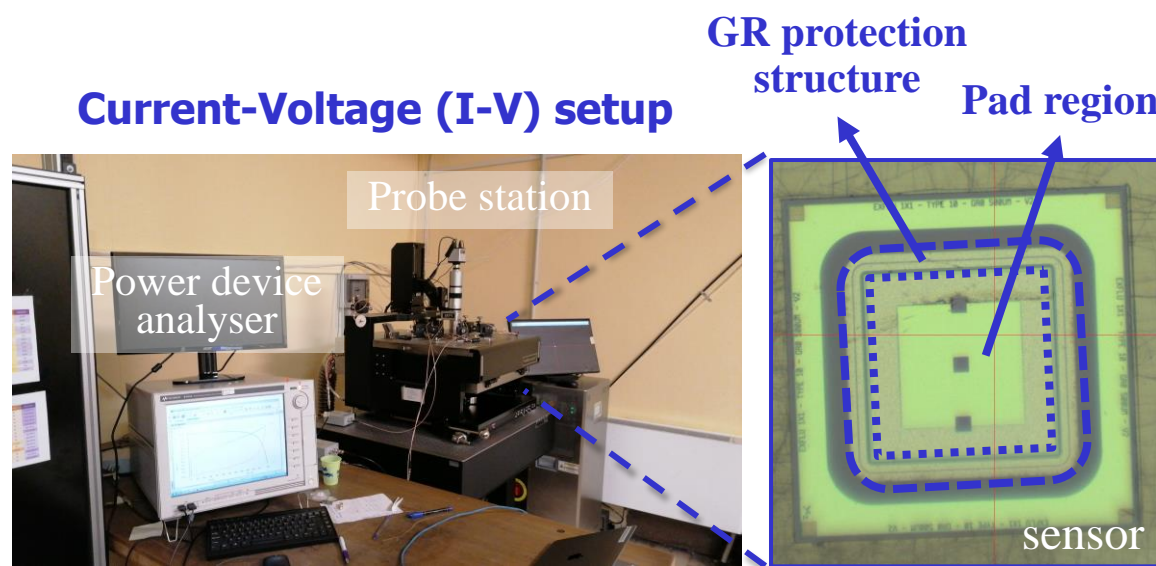 GR protection
structure
Pad region
Current-Voltage (I-V) setup
Probe station
Power device
analyser
sensor